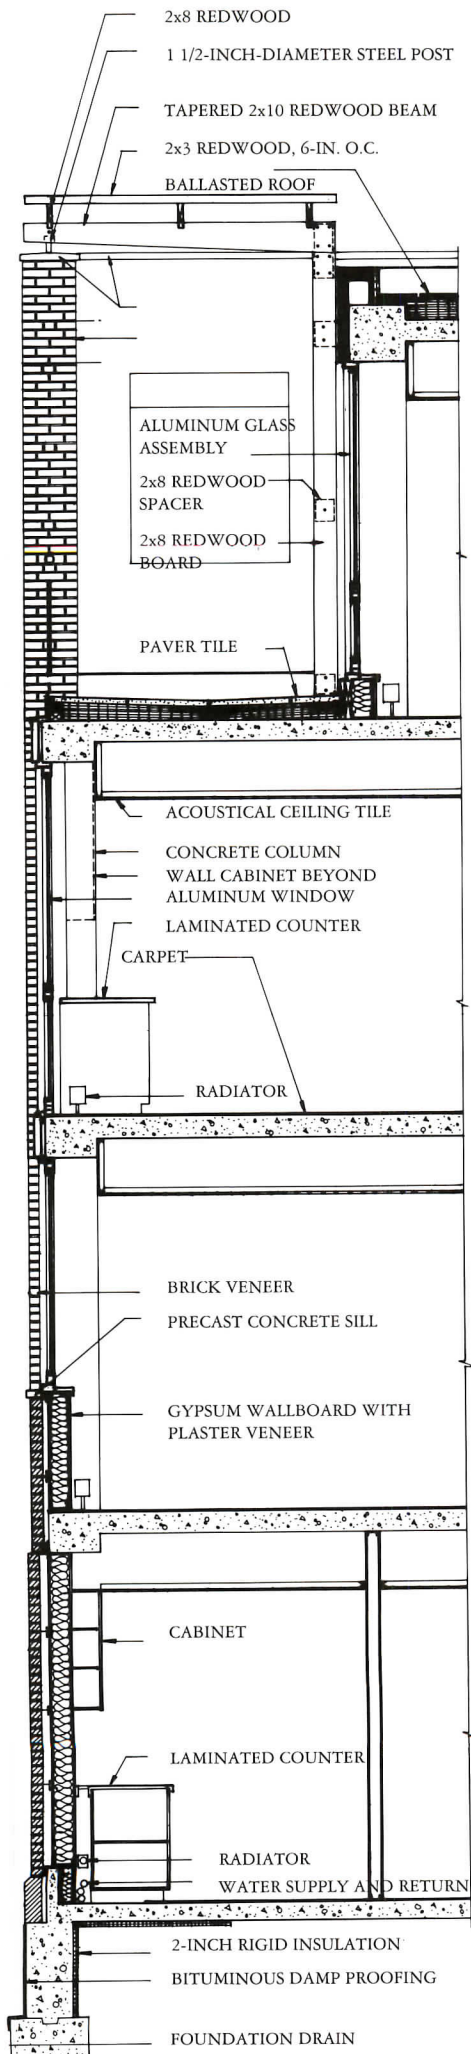 2x8 REDWOOD
1 1/2-INCH-DIAMETER STEEL POST
TAPERED 2x10 REDWOOD BEAM
2x3 REDWOOD, 6-IN. O.C.
BALLASTED ROOF
ALUMINUM GLASS
ASSEMBLY
2x8 REDWOOD
SPACER
2x8 REDWOOD
BOARD
PAVER TILE
ACOUSTICAL CEILING TILE
CONCRETE COLUMN
WALL CABINET BEYOND
ALUMINUM WINDOW
LAMINATED COUNTER
CARPET
RADIATOR
BRICK VENEER
PRECAST CONCRETE SILL
GYPSUM WALLBOARD WITH
PLASTER VENEER
CABINET
LAMINATED COUNTER
RADIATOR
WATER SUPPLY AND RETURN
2-INCH RIGID INSULATION
BITUMINOUS DAMP PROOFING
FOUNDATION DRAIN